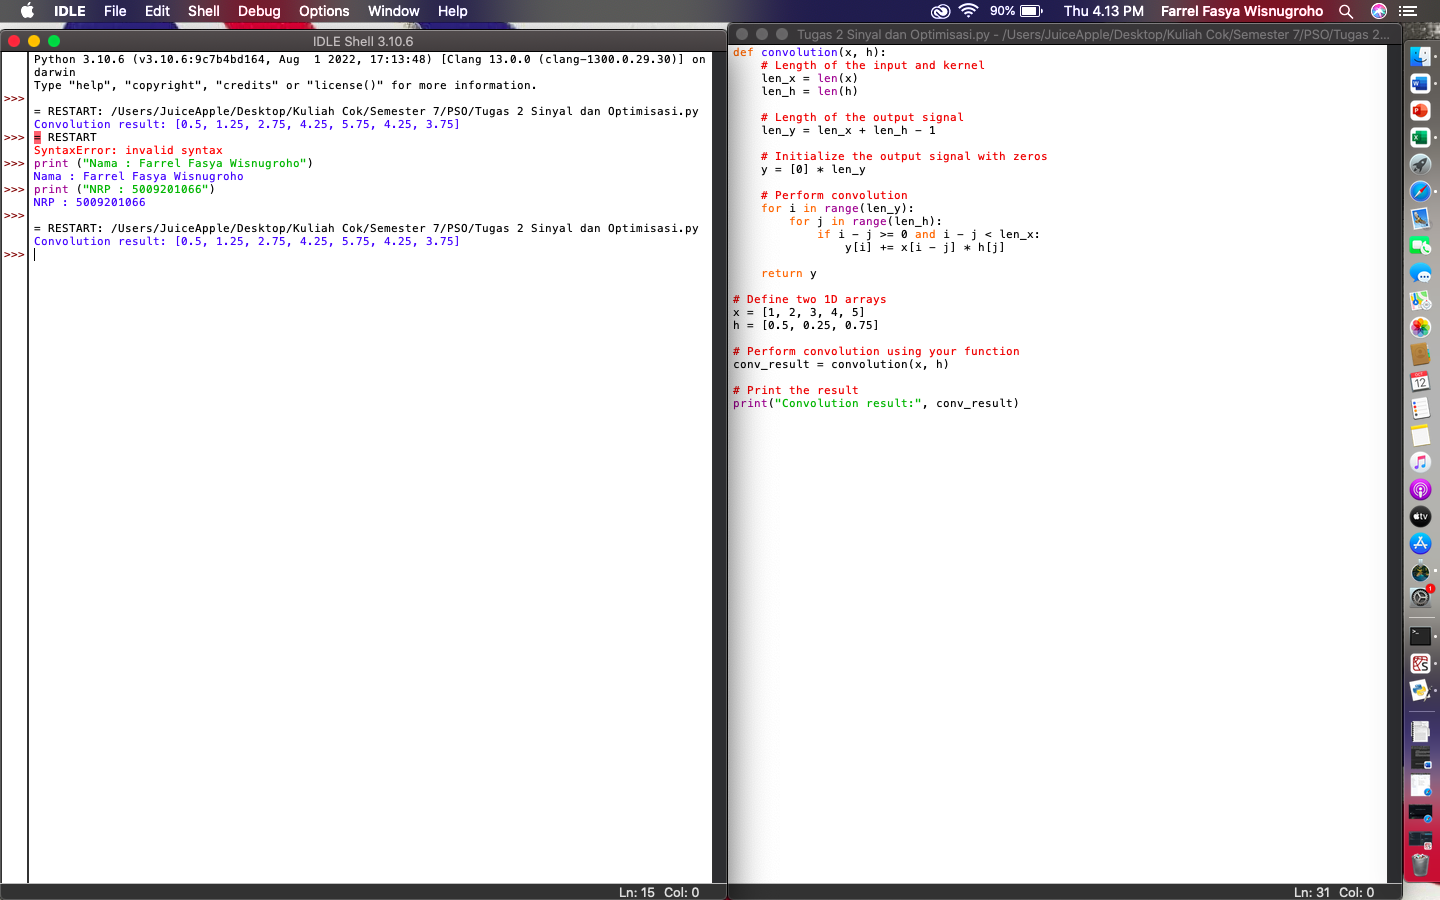 IDLE File Edit Shell Debug Options Window Help 90% Thu 4.13 PM Farrel Fasya Wisnugroho
IDLE Shell 3.10.6
Python 3.10.6 (v3.10.6:9c7b4bd164, Aug  1 2022, 17:13:48) [Clang 13.0.0 (clang-1300.0.29.30)] on
darwin
Type "help", "copyright", "credits" or "license()" for more information.
>>>
= RESTART: /Users/JuiceApple/Desktop/Kuliah Cok/Semester 7/PSO/Tugas 2 Sinyal dan Optimisasi.py
Convolution result: [0.5, 1.25, 2.75, 4.25, 5.75, 4.25, 3.75]
>>> = RESTART
SyntaxError: invalid syntax
>>> print ("Nama : Farrel Fasya Wisnugroho")
Nama : Farrel Fasya Wisnugroho
>>> print ("NRP : 5009201066")
NRP : 5009201066
>>>
= RESTART: /Users/JuiceApple/Desktop/Kuliah Cok/Semester 7/PSO/Tugas 2 Sinyal dan Optimisasi.py
Convolution result: [0.5, 1.25, 2.75, 4.25, 5.75, 4.25, 3.75]
>>>
Ln: 15 Col: 0
Tugas 2 Sinyal dan Optimisasi.py - /Users/JuiceApple/Desktop/Kuliah Cok/Semester 7/PSO/Tugas 2...
def convolution(x, h):
    # Length of the input and kernel
    len_x = len(x)
    len_h = len(h)
    # Length of the output signal
    len_y = len_x + len_h - 1
    # Initialize the output signal with zeros
    y = [0] * len_y
    # Perform convolution
    for i in range(len_y):
        for j in range(len_h):
            if i - j >= 0 and i - j < len_x:
                y[i] += x[i - j] * h[j]
    return y
# Define two 1D arrays
x = [1, 2, 3, 4, 5]
h = [0.5, 0.25, 0.75]
# Perform convolution using your function
conv_result = convolution(x, h)
# Print the result
print("Convolution result:", conv_result)
Ln: 31 Col: 0
OCT
12
tv
1